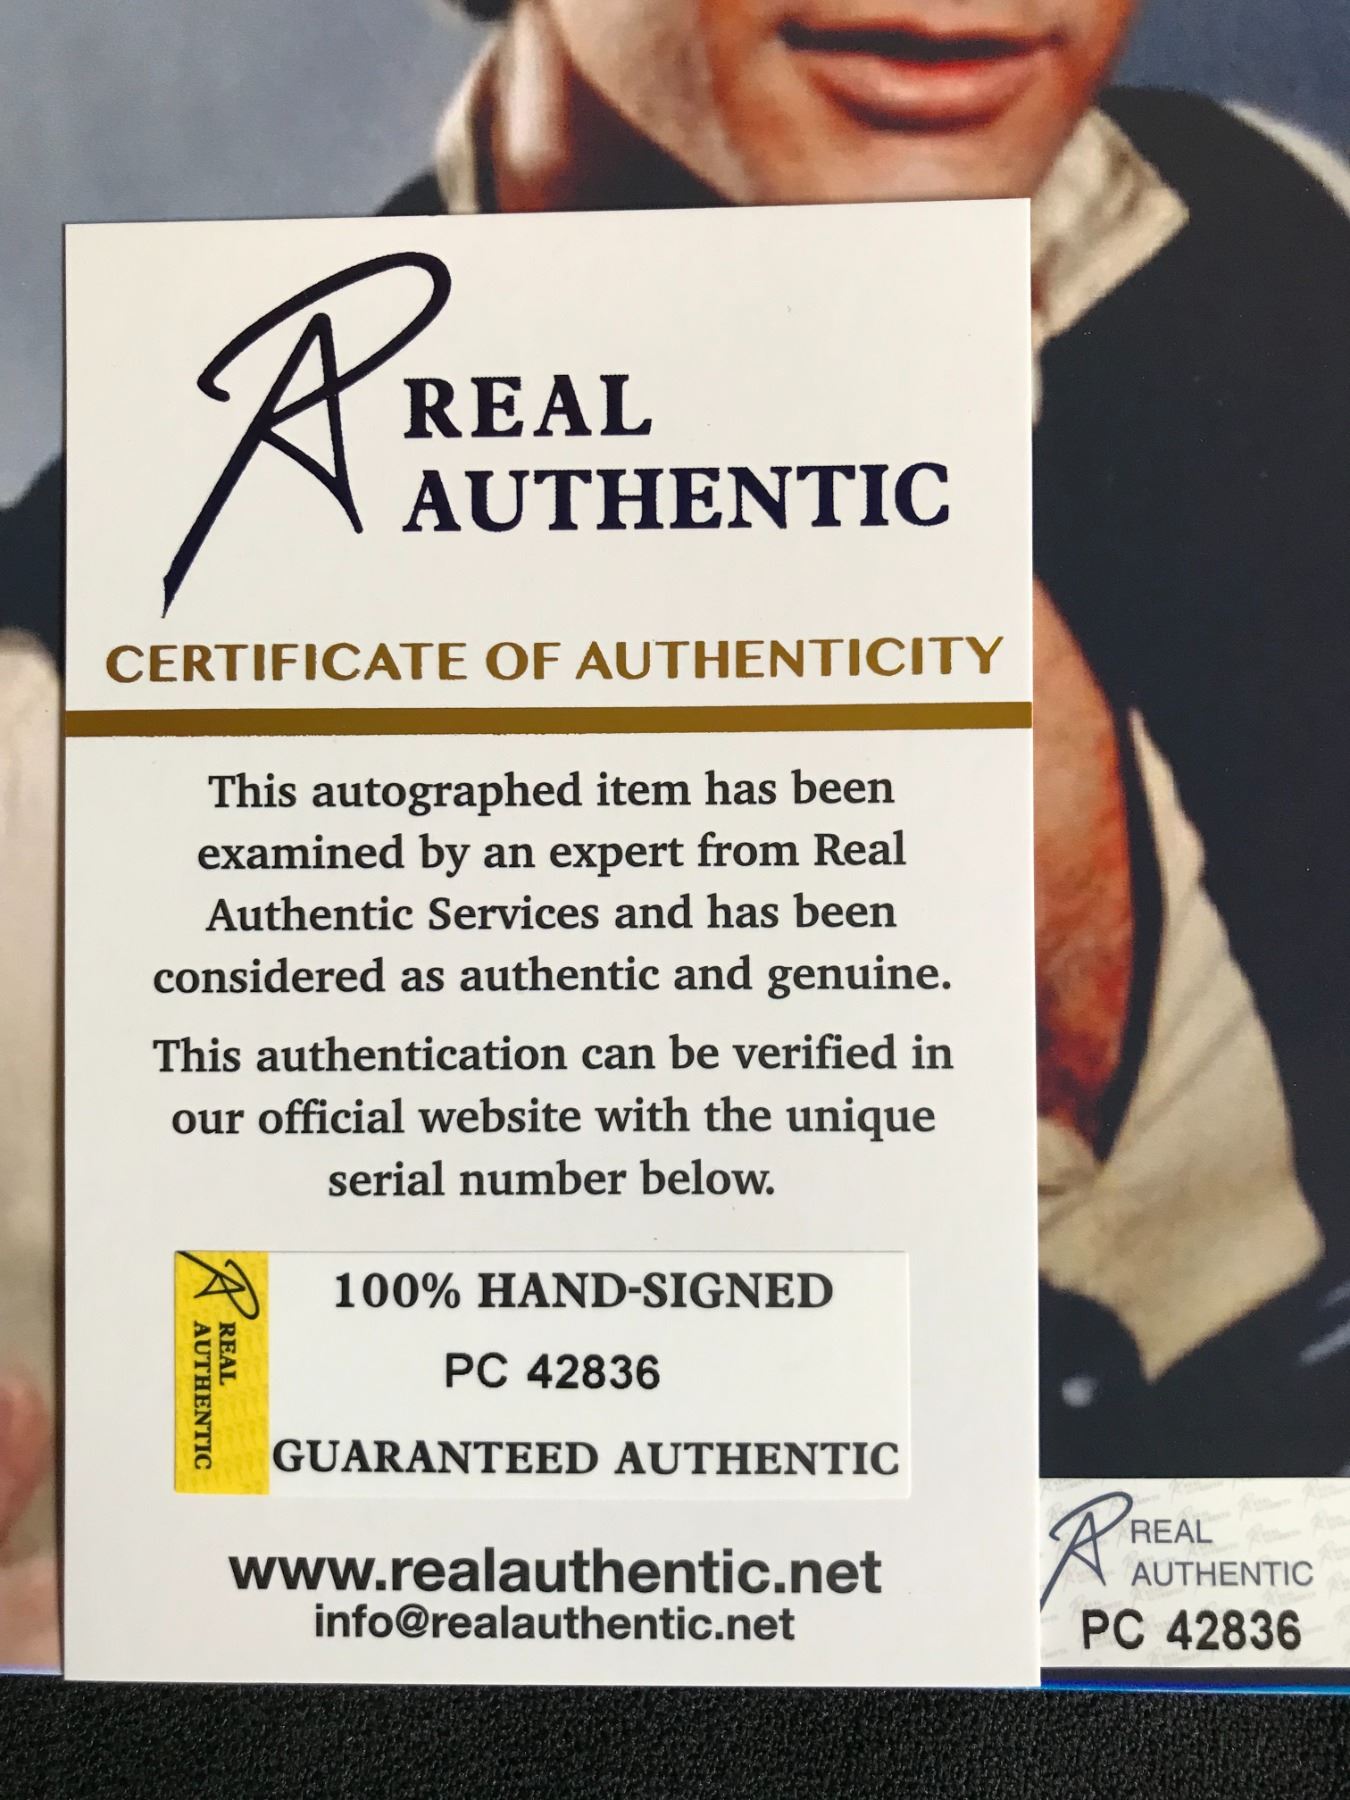 REAL
AUTHENTIC
CERTIFICATE OF AUTHENTICITY
This autographed item has been
examined by an expert from Real
Authentic Services and has been
considered as authentic and genuine.
This authentication can be verified in
our official website with the unique
serial number below.
REAL
AUTHENTIC
100% HAND-SIGNED
PC 42836
GUARANTEED AUTHENTIC
www.realauthentic.net
info@realauthentic.net
REAL
AUTHENTIC
PC 42836